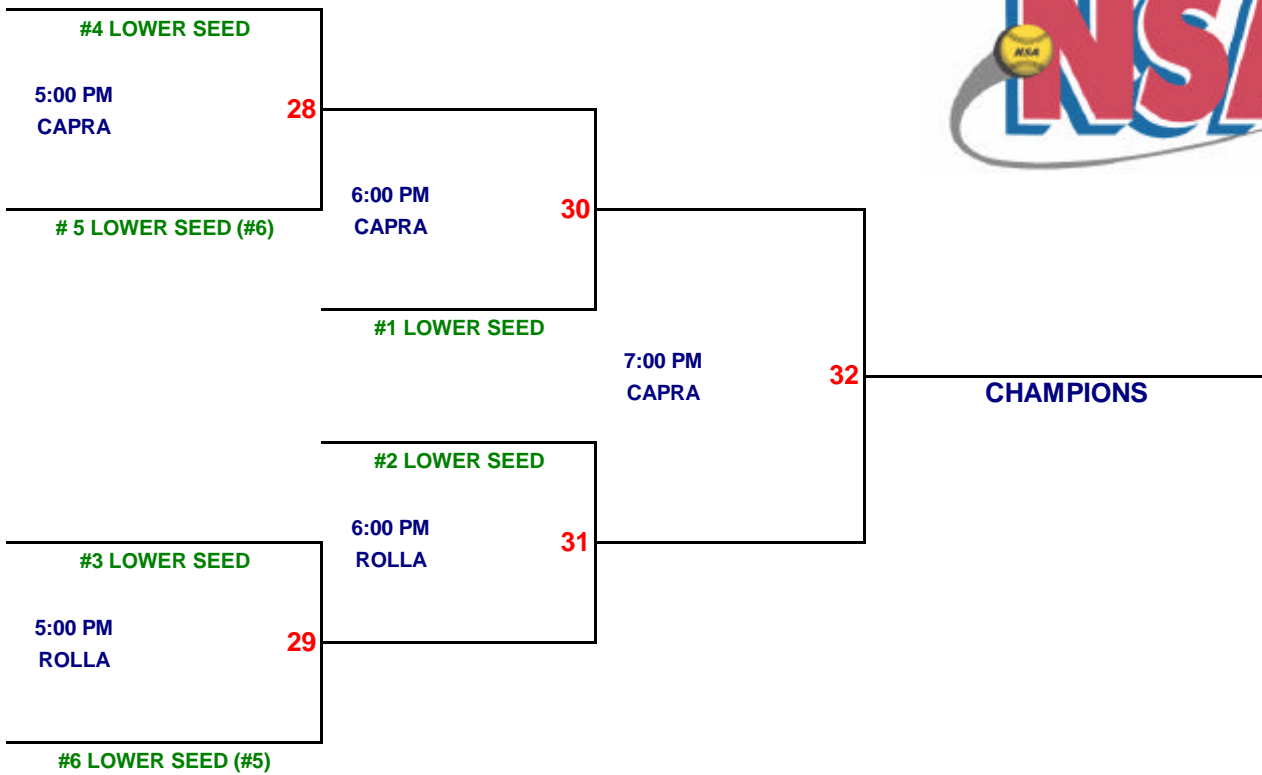 #4 LOWER SEED
NSA
5:00 PM
CAPRA
28
# 5 LOWER SEED (#6)
6:00 PM
CAPRA
30
#1 LOWER SEED
7:00 PM
CAPRA
32
CHAMPIONS
#2 LOWER SEED
6:00 PM
ROLLA
31
#3 LOWER SEED
5:00 PM
ROLLA
29
#6 LOWER SEED (#5)